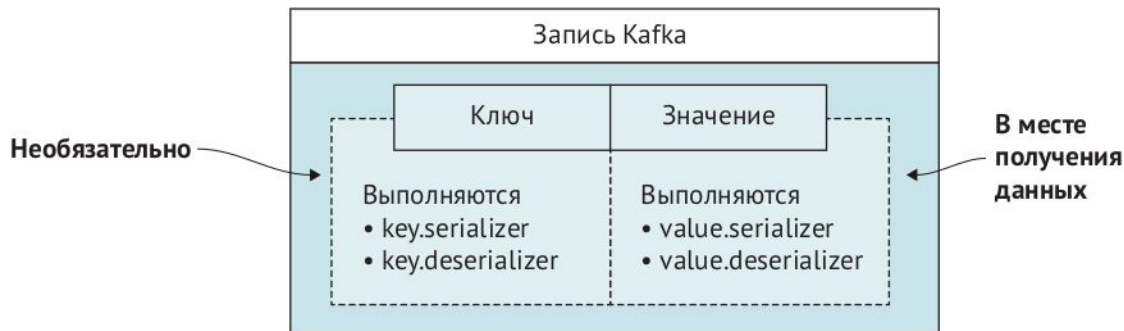 Запись Kafka
Ключ
Значение
Необязательно
В месте
получения
данных
Выполняются
• key.serializer
• key.deserializer
Выполняются
• value.serializer
• value.deserializer